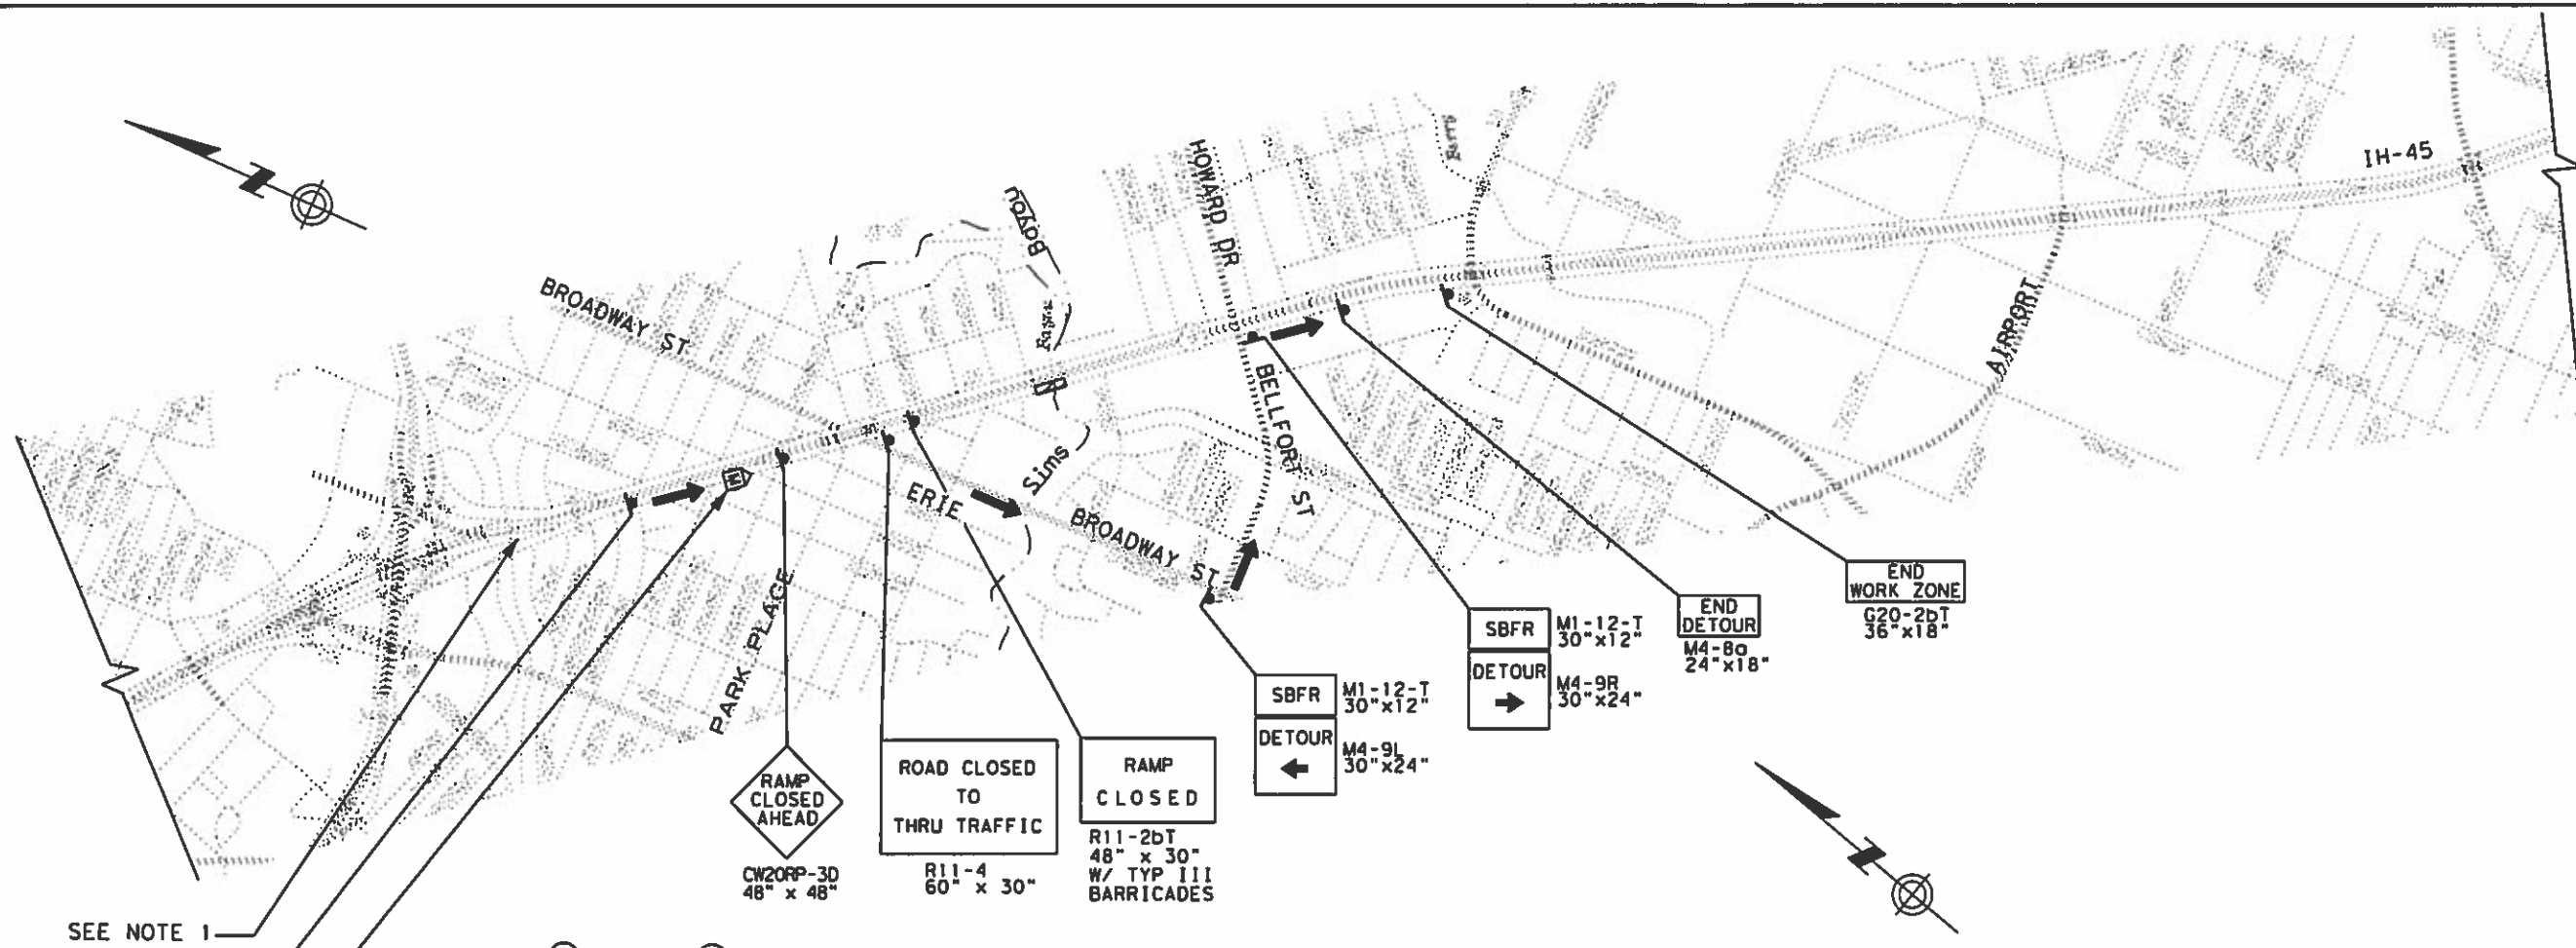 IH-45
HOWARD DR
Bayou
BROADWAY ST
AIRPORT
BELLFORT ST
Sims
ERIE
BROADWAY ST
PARK PLACE
END
WORK ZONE
G20-2bT
36"x18"
END
DETOUR
M4-8a
24"x18"
SBFR
M1-12-T
30"x12"
DETOUR
M4-9R
30"x24"
SBFR
M1-12-T
30"x12"
DETOUR
M4-9L
30"x24"
RAMP
CLOSED
AHEAD
CW20RP-3D
48" x 48"
ROAD CLOSED
TO
THRU TRAFFIC
R11-4
60" x 30"
RAMP
CLOSED
R11-2bT
48" x 30"
W/ TYP III
BARRICADES
SEE NOTE 1
N
N
M